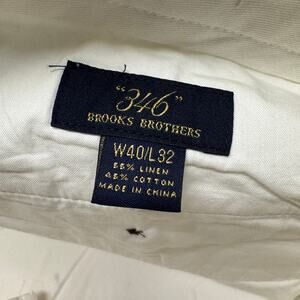 "346"
BROOKS BROTHERS
W40/L32
55% LINEN
45% COTTON
MADE IN CHINA